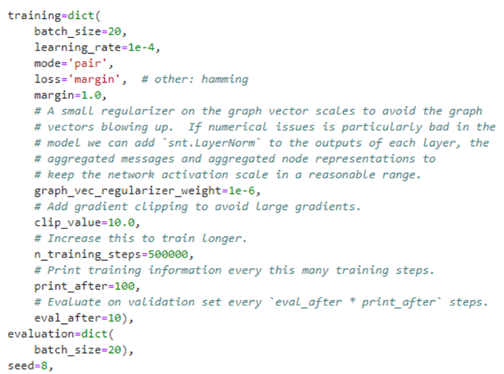 training=dict(
    batch_size=20,
    learning_rate=1e-4,
    mode='pair',
    loss='margin',  # other: hamming
    margin=1.0,
    # A small regularizer on the graph vector scales to avoid the graph
    # vectors blowing up.  If numerical issues is particularly bad in the
    # model we can add `snt.LayerNorm` to the outputs of each layer, the
    # aggregated messages and aggregated node representations to
    # keep the network activation scale in a reasonable range.
    graph_vec_regularizer_weight=1e-6,
    # Add gradient clipping to avoid large gradients.
    clip_value=10.0,
    # Increase this to train longer.
    n_training_steps=500000,
    # Print training information every this many training steps.
    print_after=100,
    # Evaluate on validation set every `eval_after * print_after` steps.
    eval_after=10),
evaluation=dict(
    batch_size=20),
seed=8,